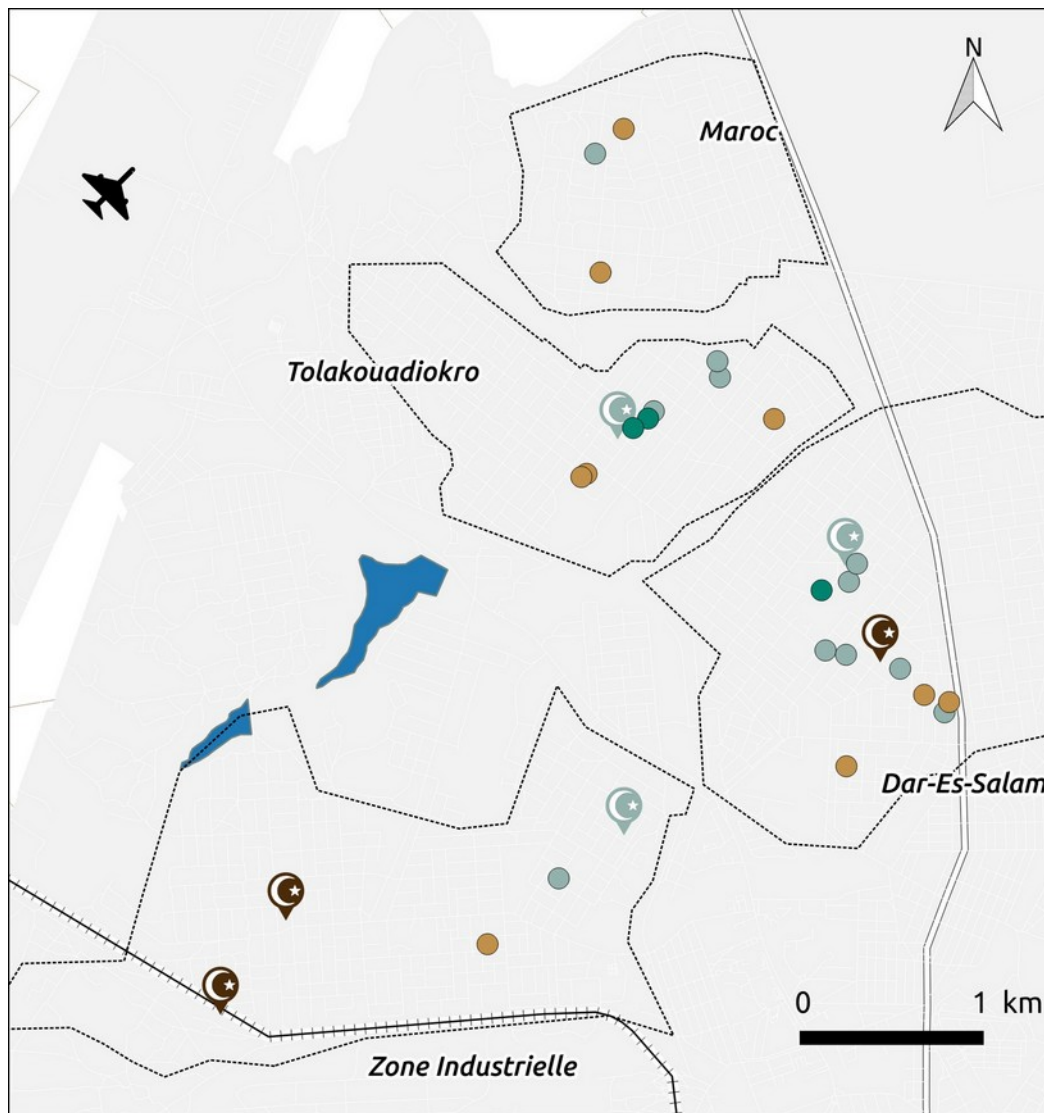 N
Maroc
Tolakouadiokro
Dar-Es-Salam
0 1 km
Zone Industrielle